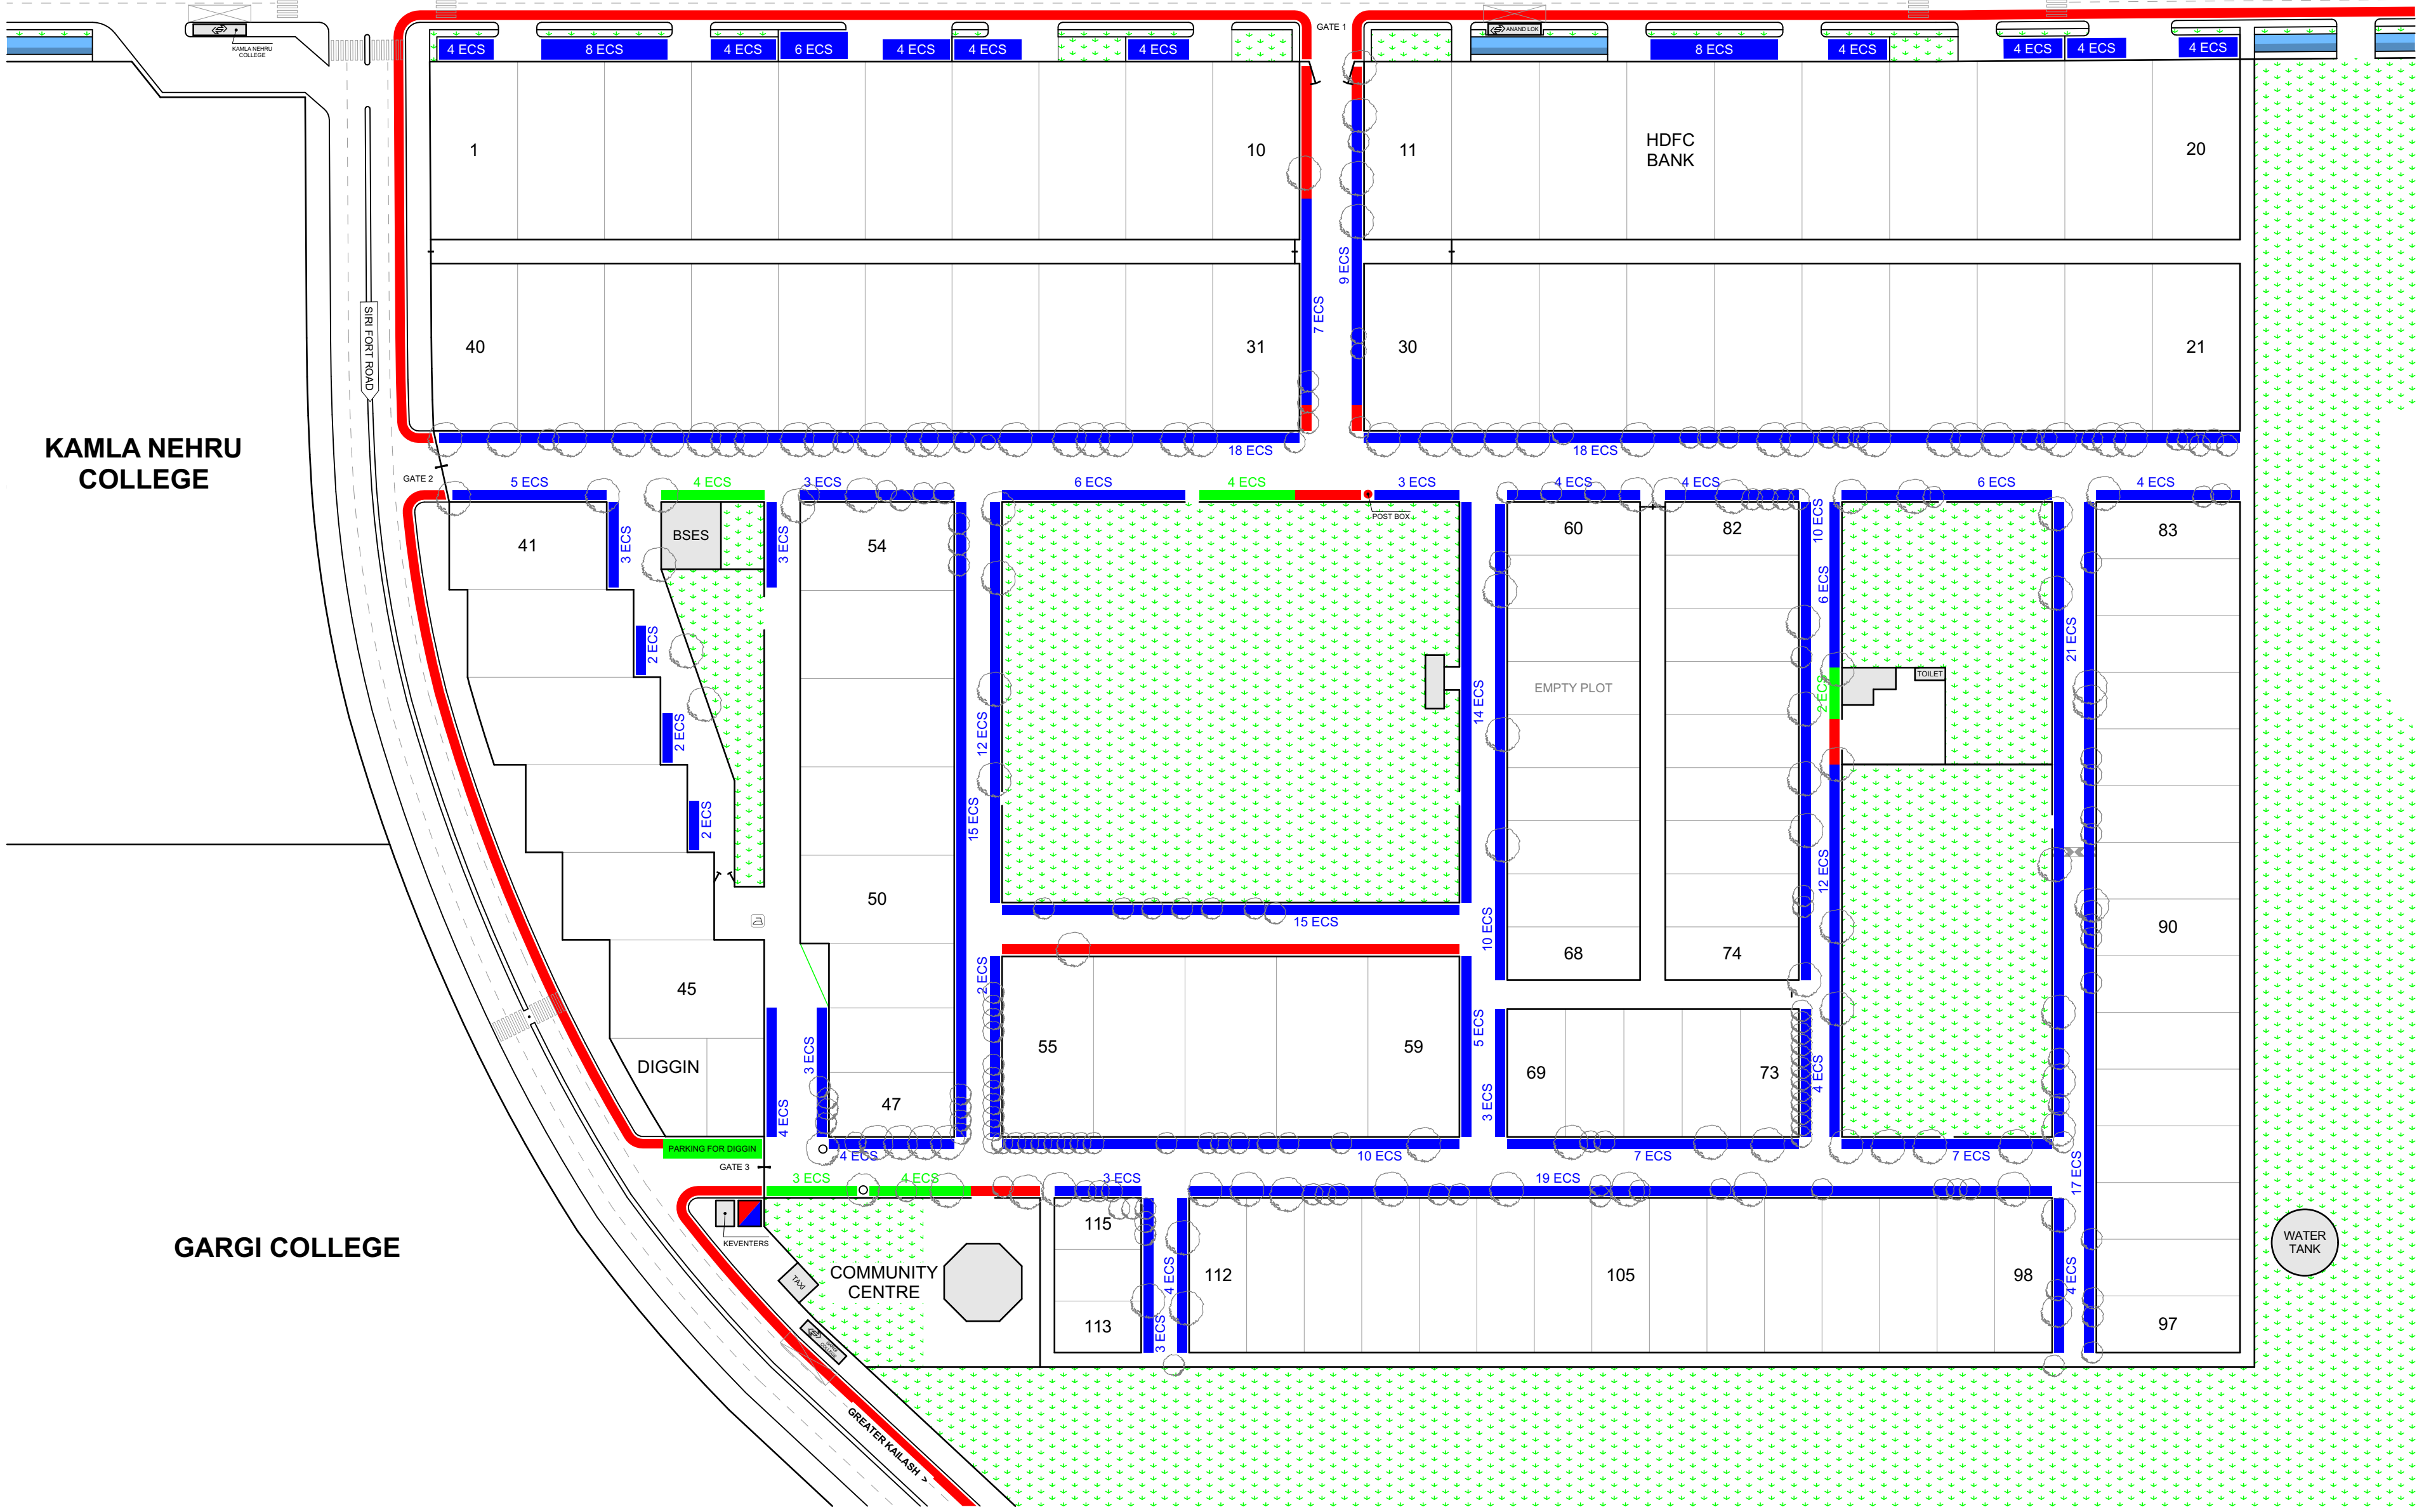 KAMLA NEHRU
COLLEGE
GATE 1
ANAND LOK
4 ECS
8 ECS
4 ECS
6 ECS
4 ECS
4 ECS
4 ECS
8 ECS
4 ECS
4 ECS
4 ECS
4 ECS
1
10
11
HDFC
BANK
20
SIRI FORT ROAD
7 ECS
9 ECS
40
31
30
21
KAMLA NEHRU
COLLEGE
18 ECS
18 ECS
GATE 2
5 ECS
4 ECS
3 ECS
6 ECS
4 ECS
3 ECS
POST BOX
4 ECS
4 ECS
6 ECS
4 ECS
41
3 ECS
BSES
3 ECS
54
60
82
10 ECS
83
2 ECS
6 ECS
21 ECS
2 ECS
12 ECS
14 ECS
EMPTY PLOT
2 ECS
TOILET
2 ECS
15 ECS
12 ECS
50
15 ECS
10 ECS
68
74
90
45
2 ECS
55
59
5 ECS
DIGGIN
3 ECS
4 ECS
47
69
73
3 ECS
4 ECS
PARKING FOR DIGGIN
GATE 3
4 ECS
10 ECS
7 ECS
7 ECS
17 ECS
3 ECS
4 ECS
3 ECS
19 ECS
KEVENTERS
115
GARGI COLLEGE
TAXI
COMMUNITY
CENTRE
113
3 ECS
4 ECS
112
105
98
4 ECS
97
WATER
TANK
GREATER KAILASH >